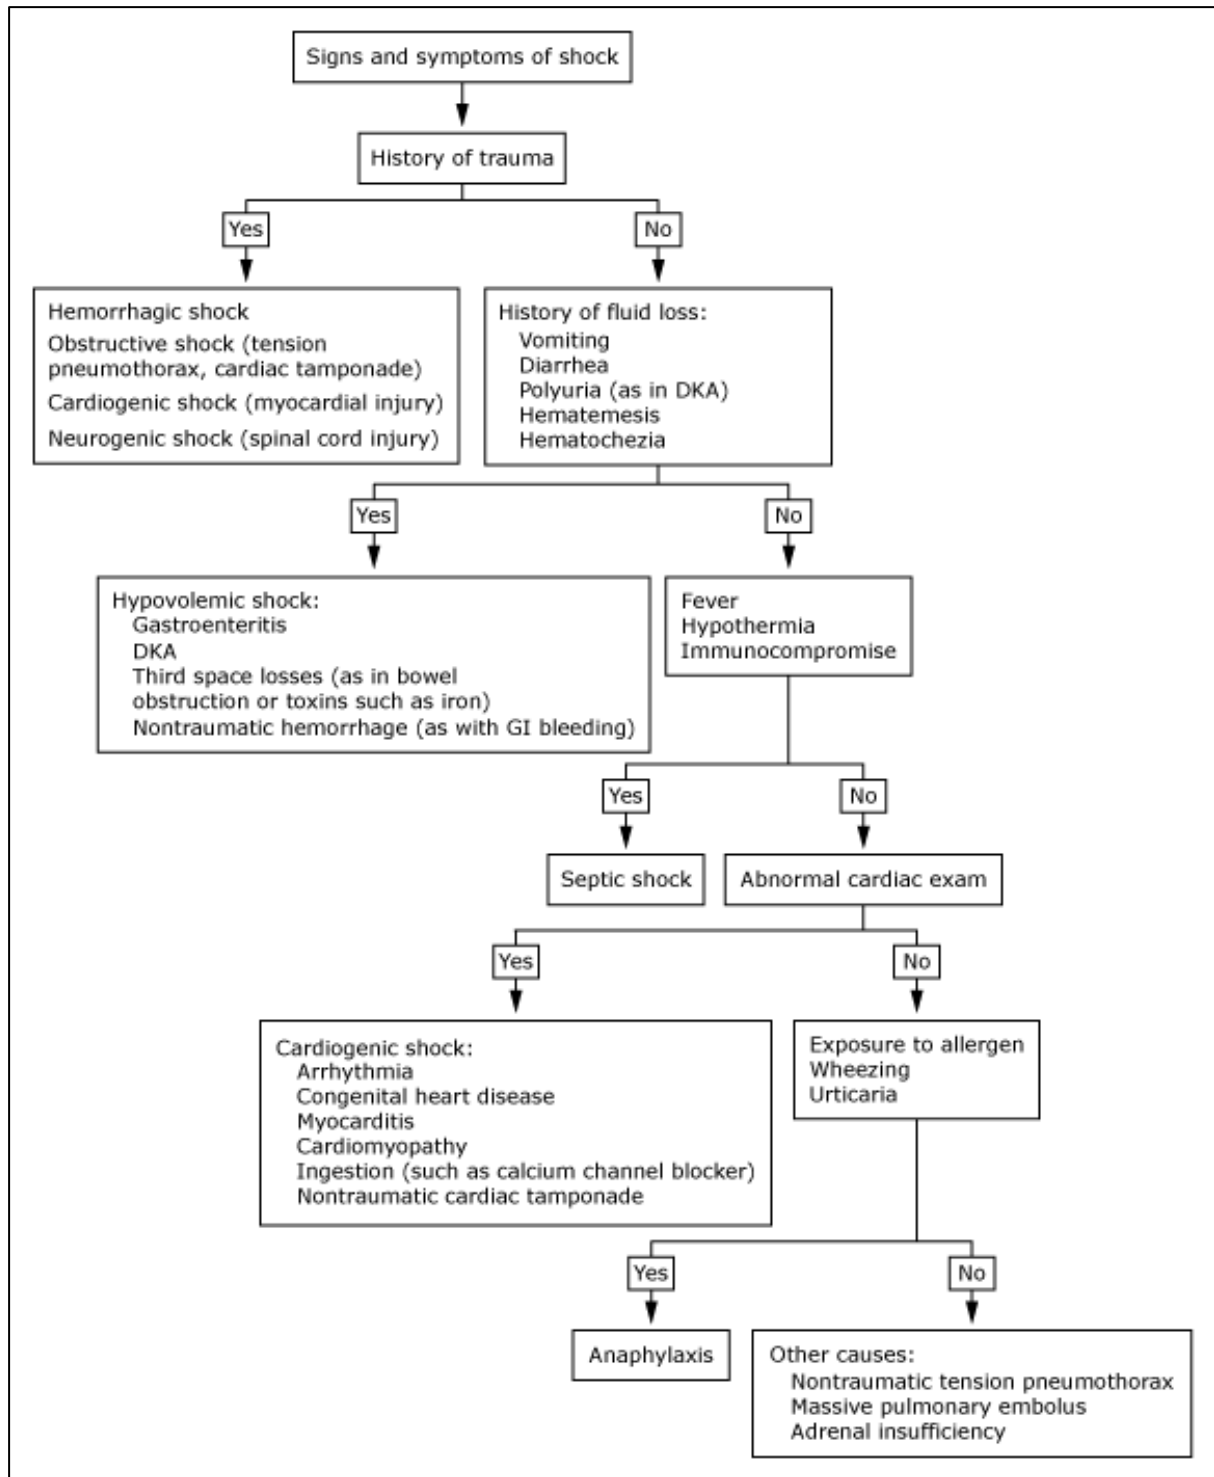 Signs and symptoms of shock
History of trauma
Yes
No
Hemorrhagic shock
Obstructive shock (tension
pneumothorax, cardiac tamponade)
Cardiogenic shock (myocardial injury)
Neurogenic shock (spinal cord injury)
History of fluid loss:
Vomiting
Diarrhea
Polyuria (as in DKA)
Hematemesis
Hematochezia
Yes
No
Hypovolemic shock:
Gastroenteritis
DKA
Third space losses (as in bowel
obstruction or toxins such as iron)
Nontraumatic hemorrhage (as with GI bleeding)
Fever
Hypothermia
Immunocompromise
Yes
No
Septic shock
Abnormal cardiac exam
Yes
No
Cardiogenic shock:
Arrhythmia
Congenital heart disease
Myocarditis
Cardiomyopathy
Ingestion (such as calcium channel blocker)
Nontraumatic cardiac tamponade
Exposure to allergen
Wheezing
Urticaria
Yes
No
Anaphylaxis
Other causes:
Nontraumatic tension pneumothorax
Massive pulmonary embolus
Adrenal insufficiency